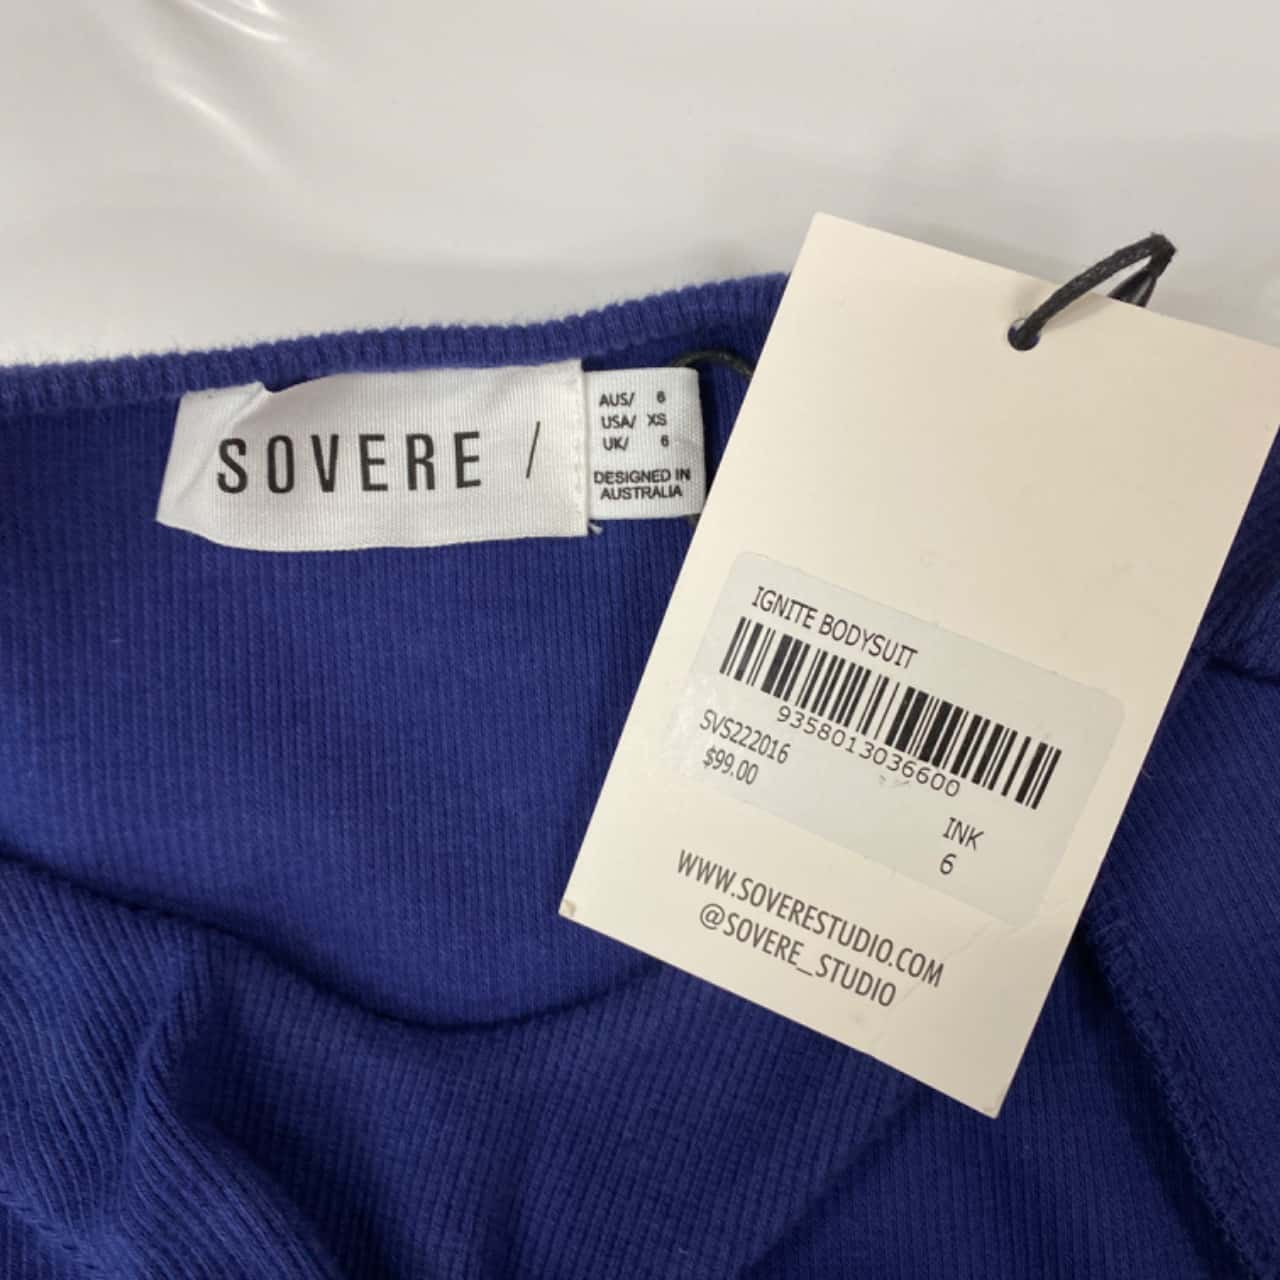 SOVERE /
AUS/ 6
USA/ XS
UK/ 6
DESIGNED IN
AUSTRALIA
IGNITE BODYSUIT
9358013036600
SVS222016
$99.00
INK
6
WWW.SOVERESTUDIO.COM
@SOVERE_STUDIO